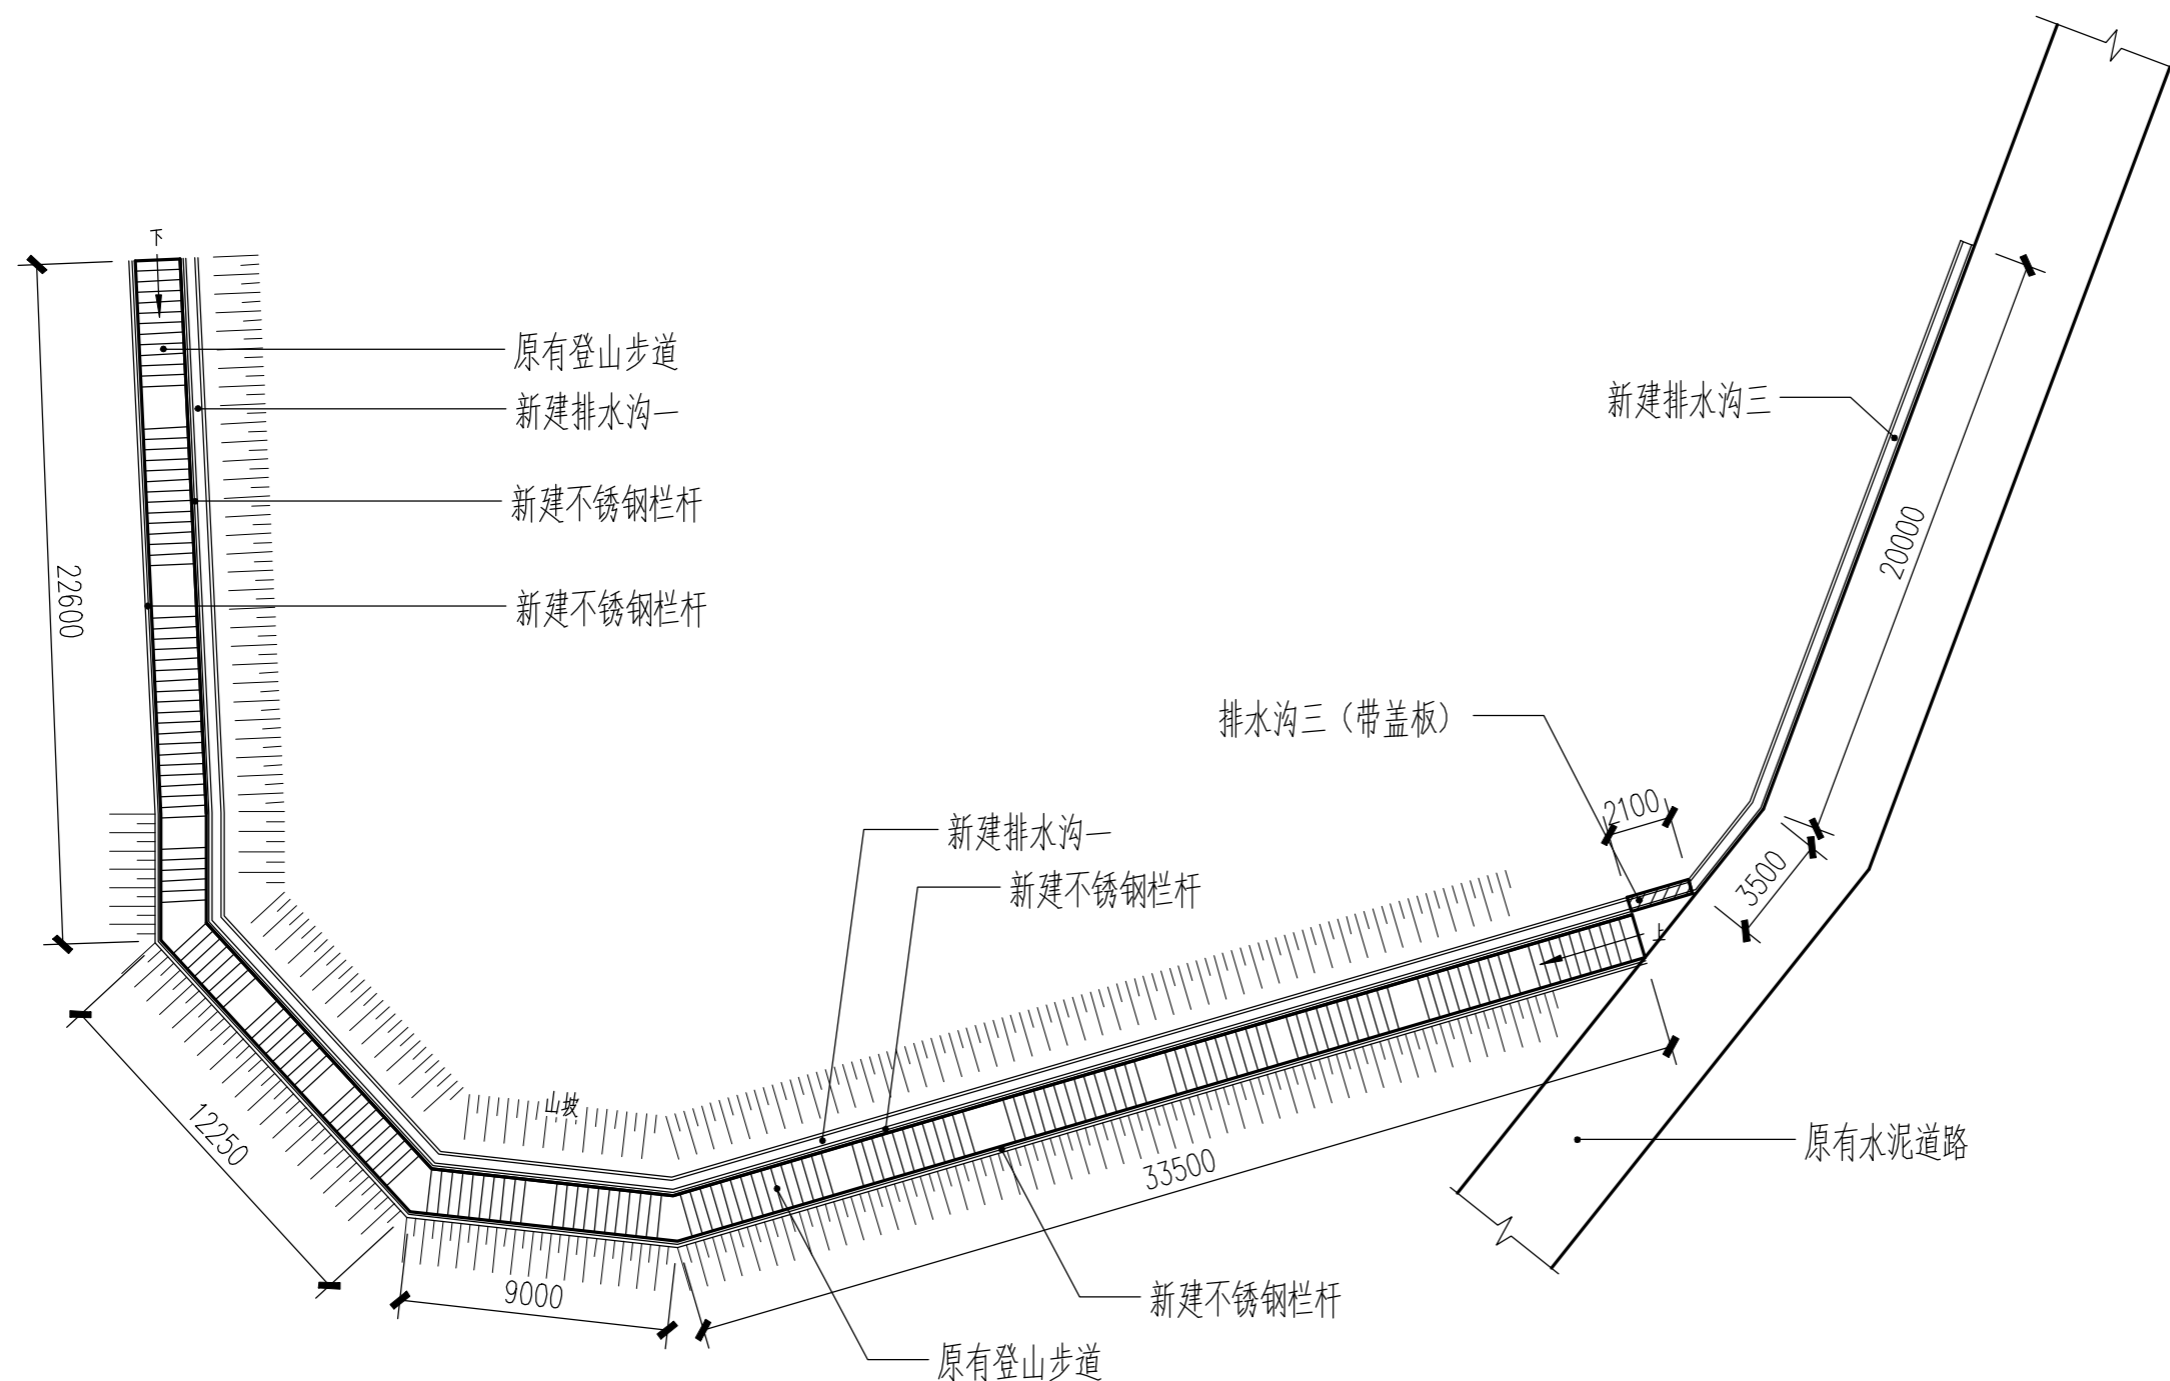 下
原有登山步道
新建排水沟一
新建不锈钢栏杆
新建不锈钢栏杆
22600
新建排水沟三
20000
排水沟三（带盖板）
2100
3500
新建排水沟一
新建不锈钢栏杆
上
山坡
12250
9000
33500
原有水泥道路
新建不锈钢栏杆
原有登山步道